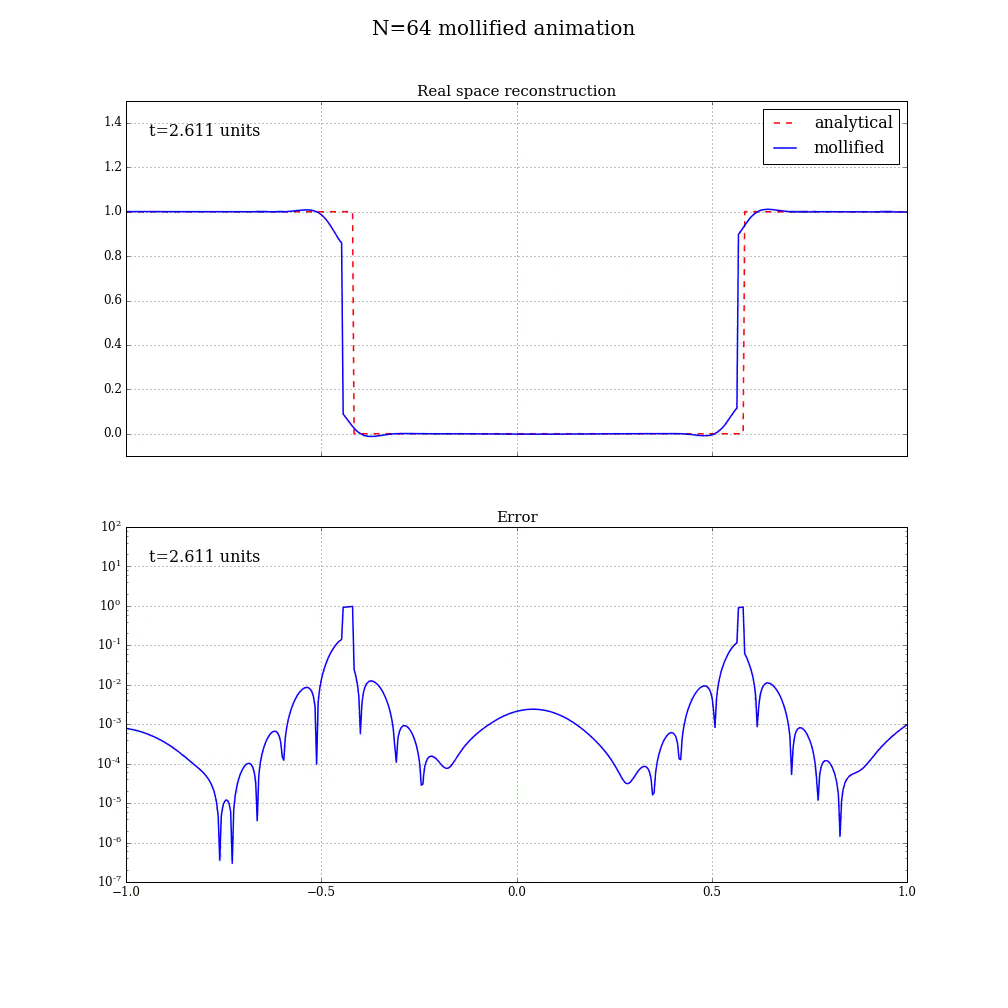 N=64 mollified animation
Real space reconstruction
t=2.611 units
analytical
mollified
1.4
1.2
1.0
0.8
0.6
0.4
0.2
0.0
Error
t=2.611 units
10²
10¹
10⁰
10⁻¹
10⁻²
10⁻³
10⁻⁴
10⁻⁵
10⁻⁶
10⁻⁷
−1.0 −0.5 0.0 0.5 1.0